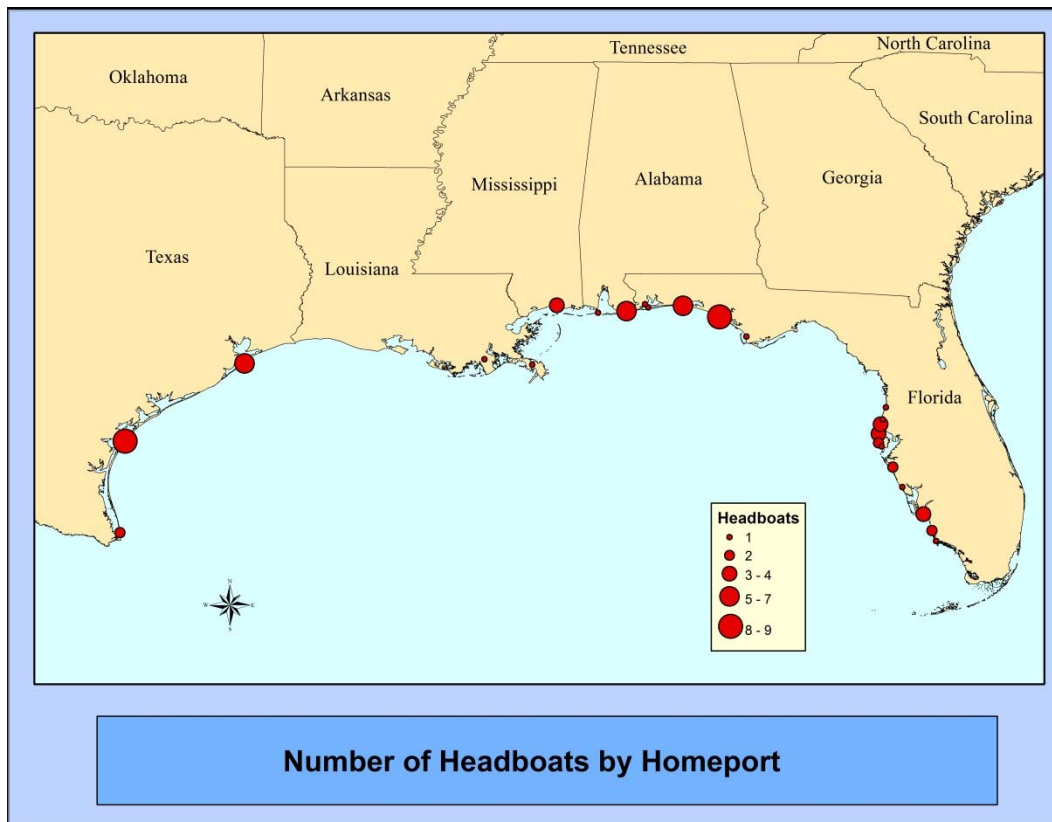 Tennessee
North Carolina
Oklahoma
Arkansas
South Carolina
Mississippi
Alabama
Georgia
Texas
Louisiana
Florida
Headboats
1
2
3 - 4
5 - 7
8 - 9
N
W
E
S
Number of Headboats by Homeport